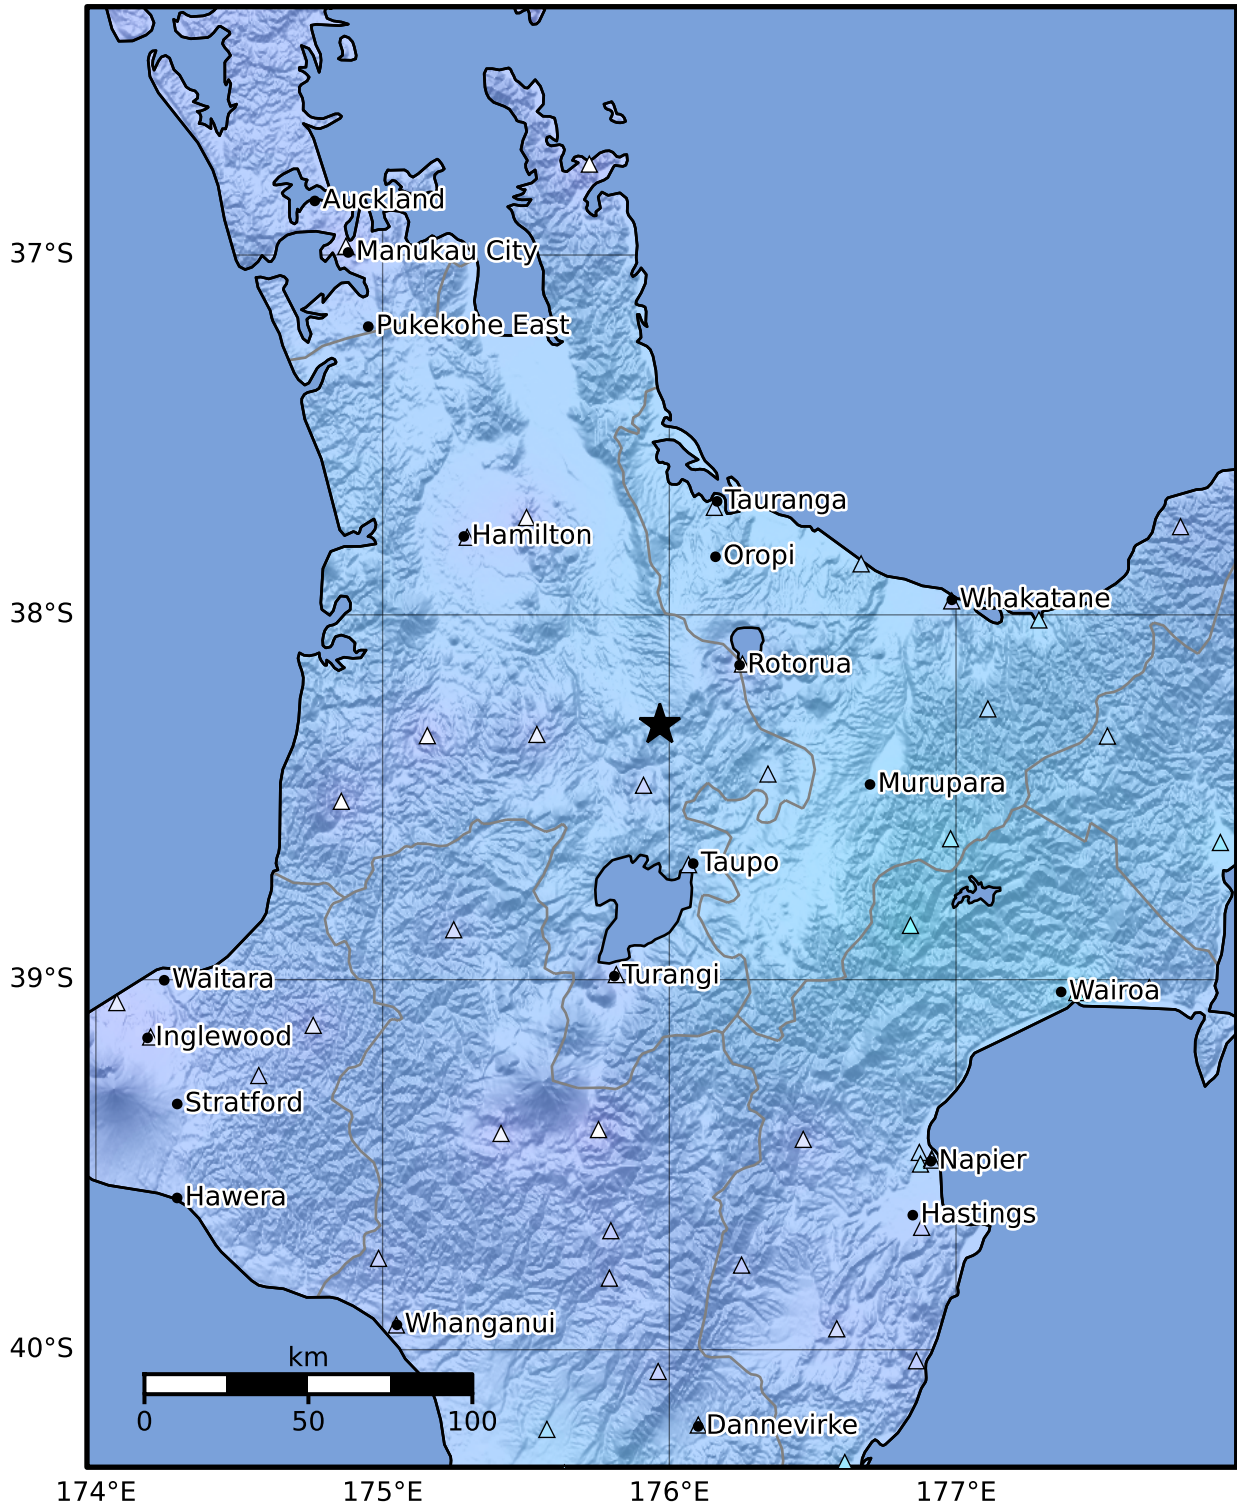 Auckland
37°S
Manukau City
Pukekohe East
Tauranga
Hamilton
Oropi
Whakatane
38°S
Rotorua
Murupara
Taupo
Turangi
39°S
Waitara
Wairoa
Inglewood
Stratford
Napier
Hawera
Hastings
Whanganui
40°S
km
0 50 100
Dannevirke
174°E 175°E 176°E 177°E